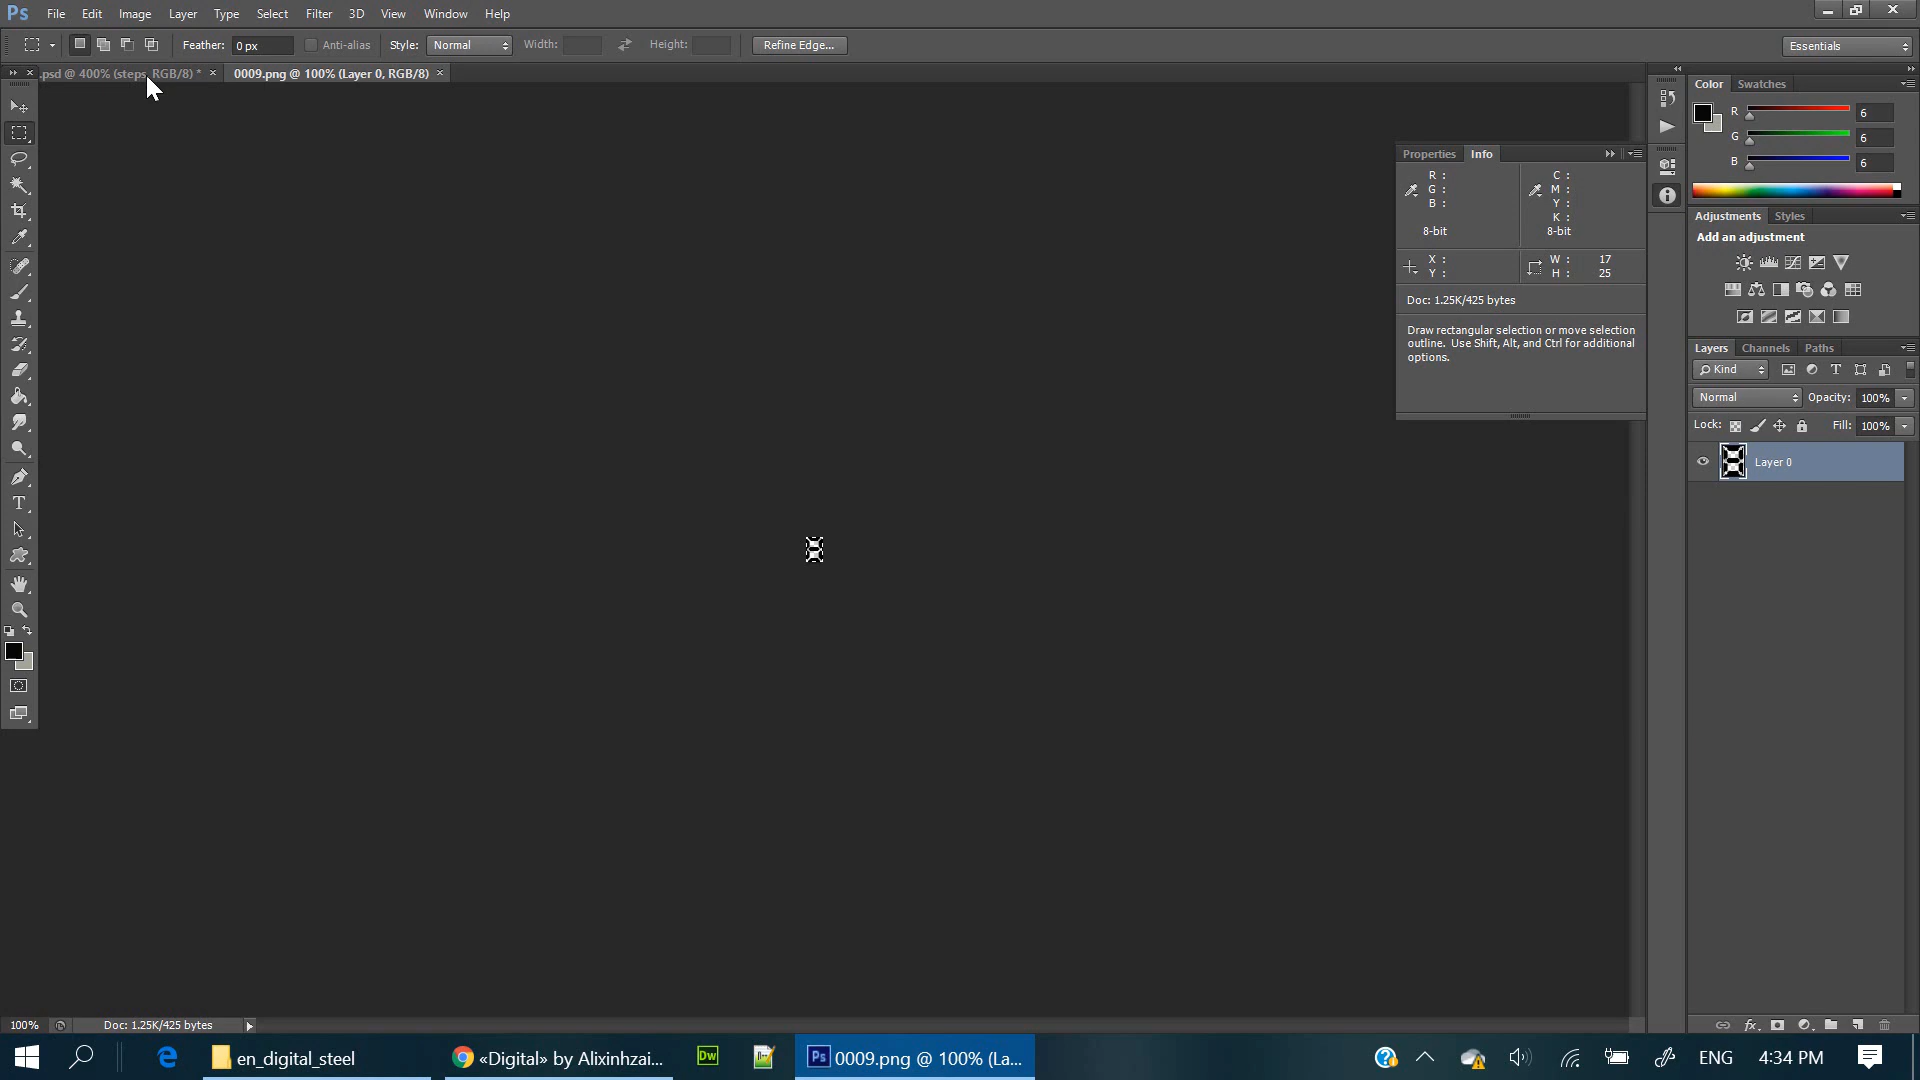 Ps File Edit Image Layer Type Select Filter 3D View Window Help
Feather: 0 px Anti-alias Style: Normal Width: Height: Refine Edge... Essentials
.psd @ 400% (steps, RGB/8) * × 0009.png @ 100% (Layer 0, RGB/8) ×
Color Swatches
R 6
G 6
B 6
Properties Info
R : C :
G : M :
B : Y :
K :
8-bit 8-bit
X : W : 17
Y : H : 25
Doc: 1.25K/425 bytes
Draw rectangular selection or move selection
outline. Use Shift, Alt, and Ctrl for additional
options.
Adjustments Styles
Add an adjustment
Layers Channels Paths
Kind
Normal Opacity: 100%
Lock: Fill: 100%
Layer 0
100% Doc: 1.25K/425 bytes
en_digital_steel «Digital» by Alixinhzai... Dw Ps 0009.png @ 100% (La... ENG 4:34 PM